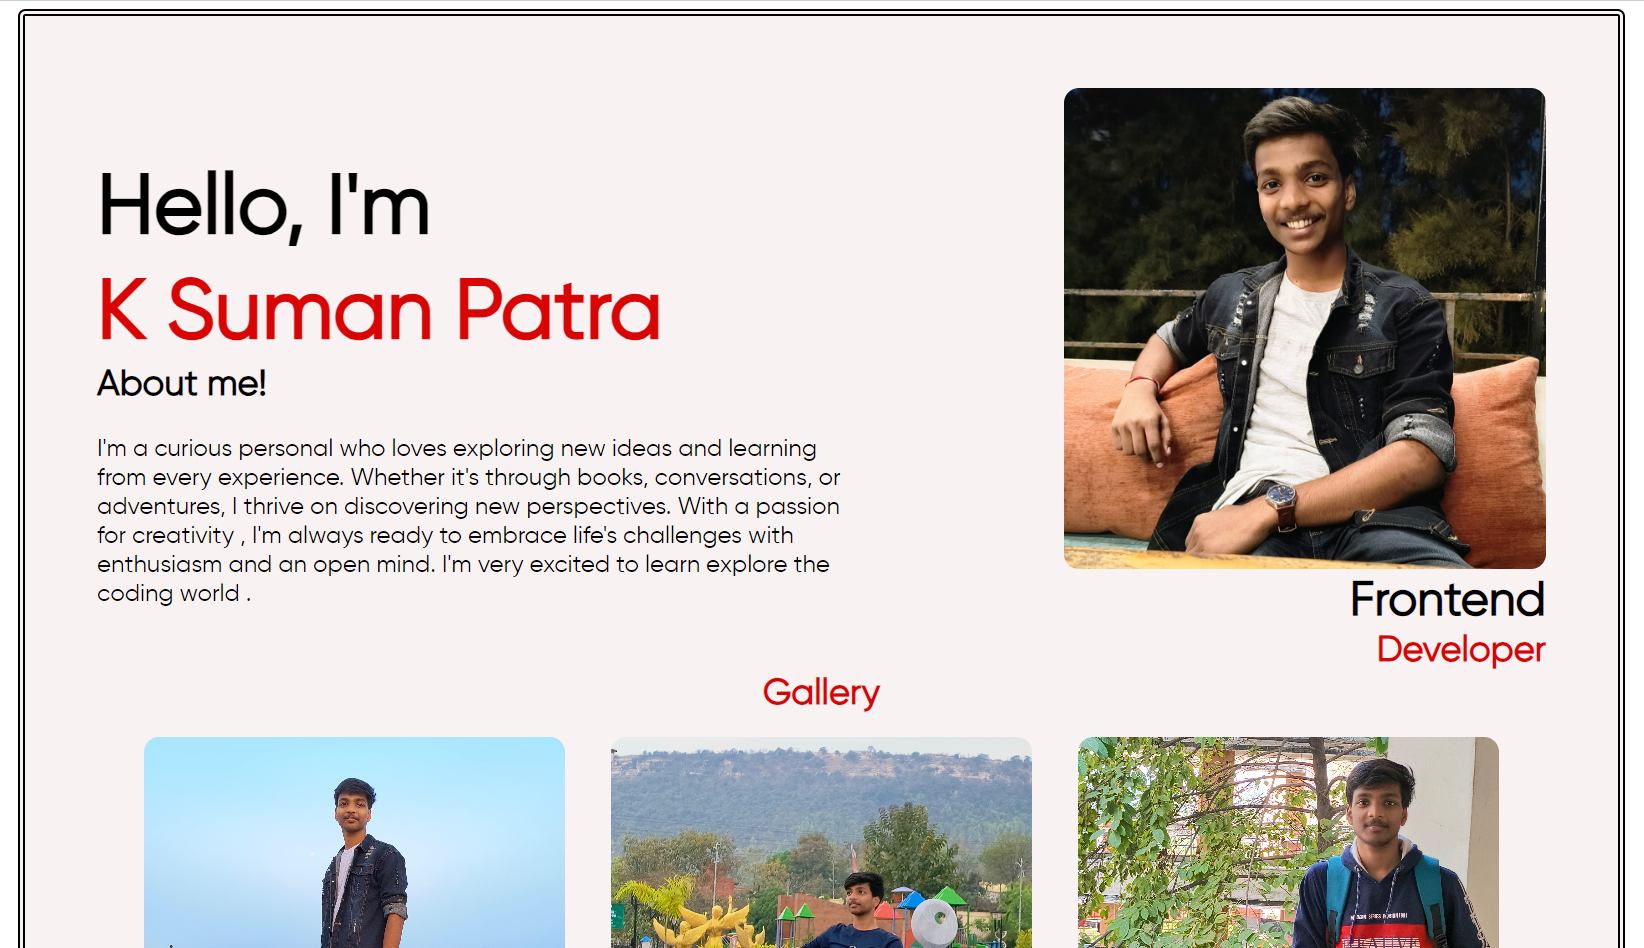 Hello, I'm
K Suman Patra
About me!
I'm a curious personal who loves exploring new ideas and learning
from every experience. Whether it's through books, conversations, or
adventures, I thrive on discovering new perspectives. With a passion
for creativity , I'm always ready to embrace life's challenges with
enthusiasm and an open mind. I'm very excited to learn explore the
coding world .
Frontend
Developer
Gallery